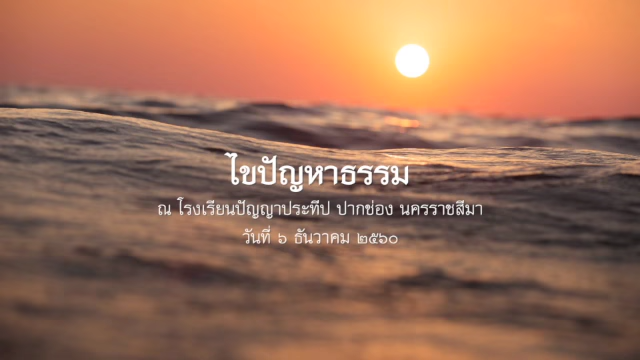 ไขปัญหาธรรม
ณ โรงเรียนปัญญาประทีป ปากช่อง นครราชสีมา
วันที่ ๖ ธันวาคม ๒๕๖๐